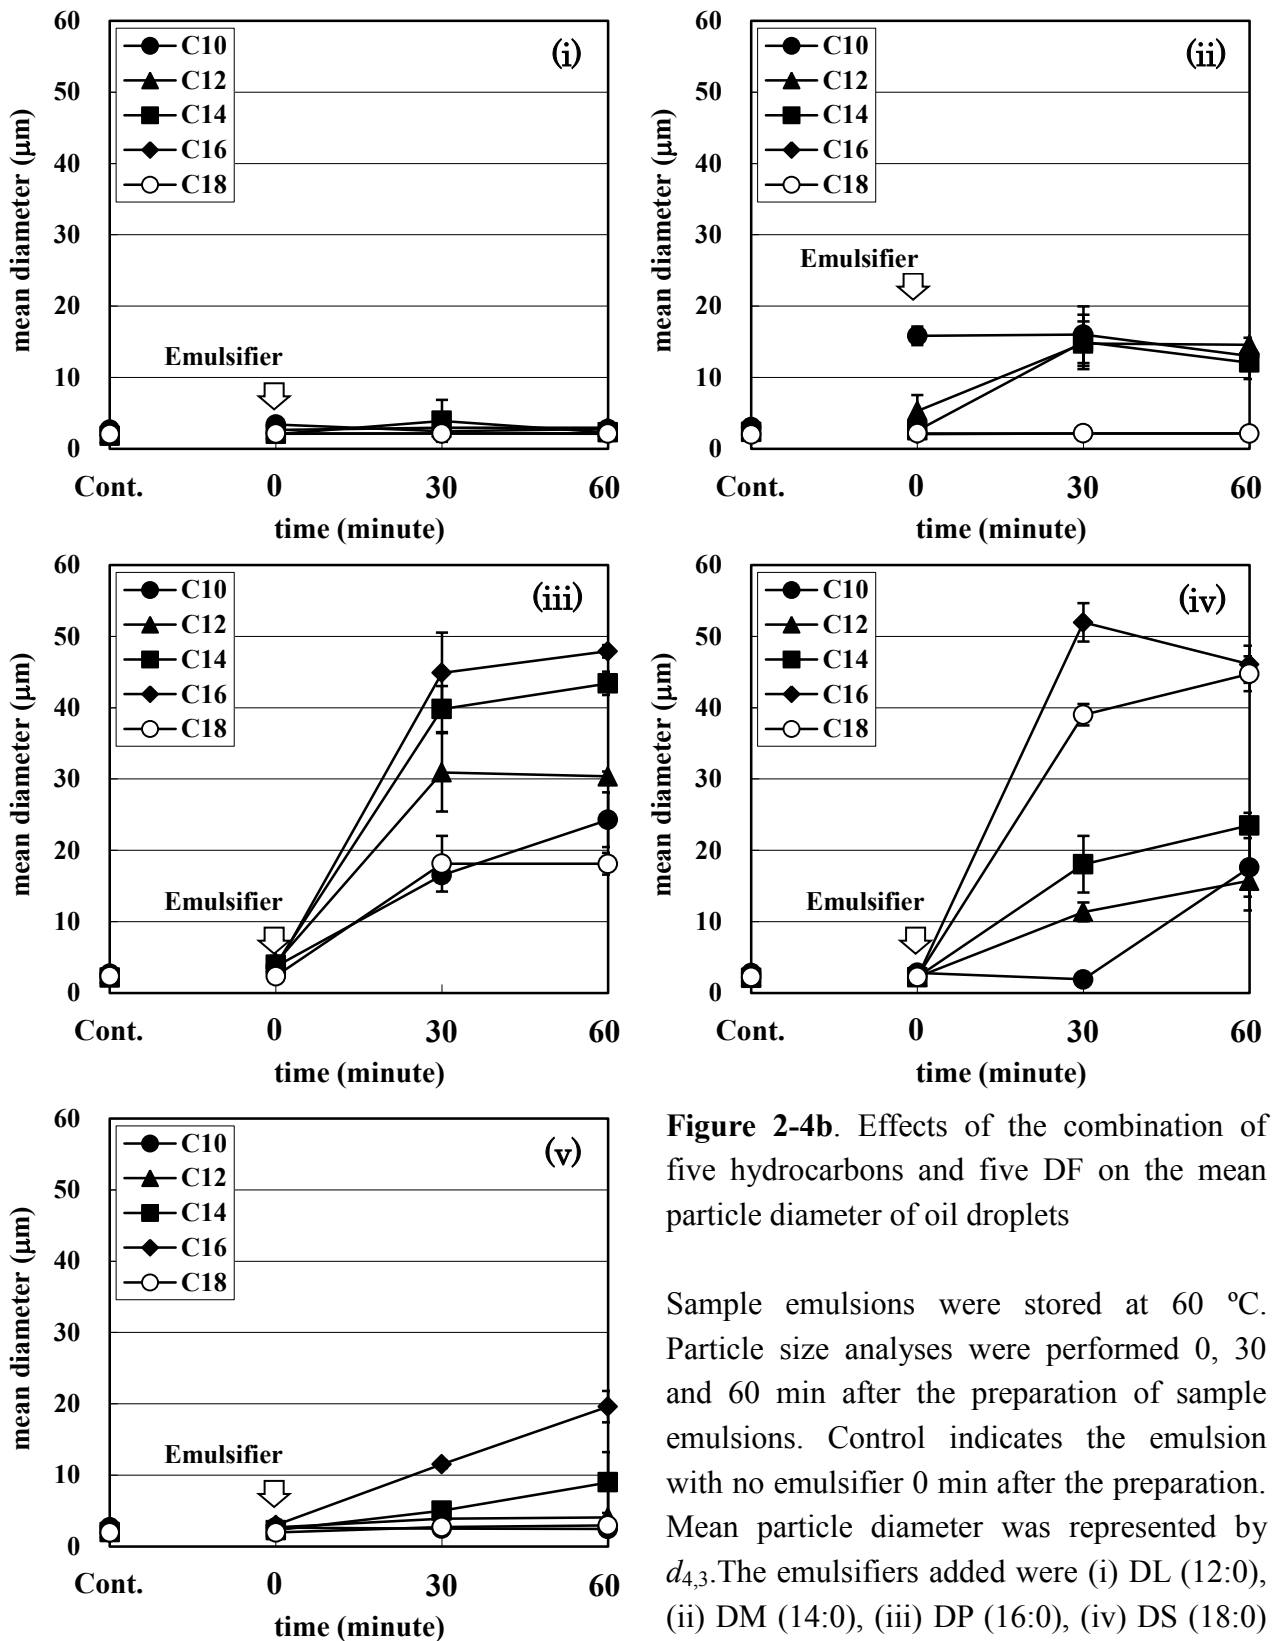 60
50
40
30
20
10
0
mean diameter (μm)
C10
C12
C14
C16
C18
(i)
Emulsifier
Cont.
0
30
60
time (minute)
60
50
40
30
20
10
0
mean diameter (μm)
C10
C12
C14
C16
C18
(ii)
Emulsifier
Cont.
0
30
60
time (minute)
60
50
40
30
20
10
0
mean diameter (μm)
C10
C12
C14
C16
C18
(iii)
Emulsifier
Cont.
0
30
60
time (minute)
60
50
40
30
20
10
0
mean diameter (μm)
C10
C12
C14
C16
C18
(iv)
Emulsifier
Cont.
0
30
60
time (minute)
60
50
40
30
20
10
0
mean diameter (μm)
C10
C12
C14
C16
C18
(v)
Emulsifier
Cont.
0
30
60
time (minute)
Figure 2-4b. Effects of the combination of
five hydrocarbons and five DF on the mean
particle diameter of oil droplets
Sample emulsions were stored at 60 ºC.
Particle size analyses were performed 0, 30
and 60 min after the preparation of sample
emulsions. Control indicates the emulsion
with no emulsifier 0 min after the preparation.
Mean particle diameter was represented by
d4,3.The emulsifiers added were (i) DL (12:0),
(ii) DM (14:0), (iii) DP (16:0), (iv) DS (18:0)